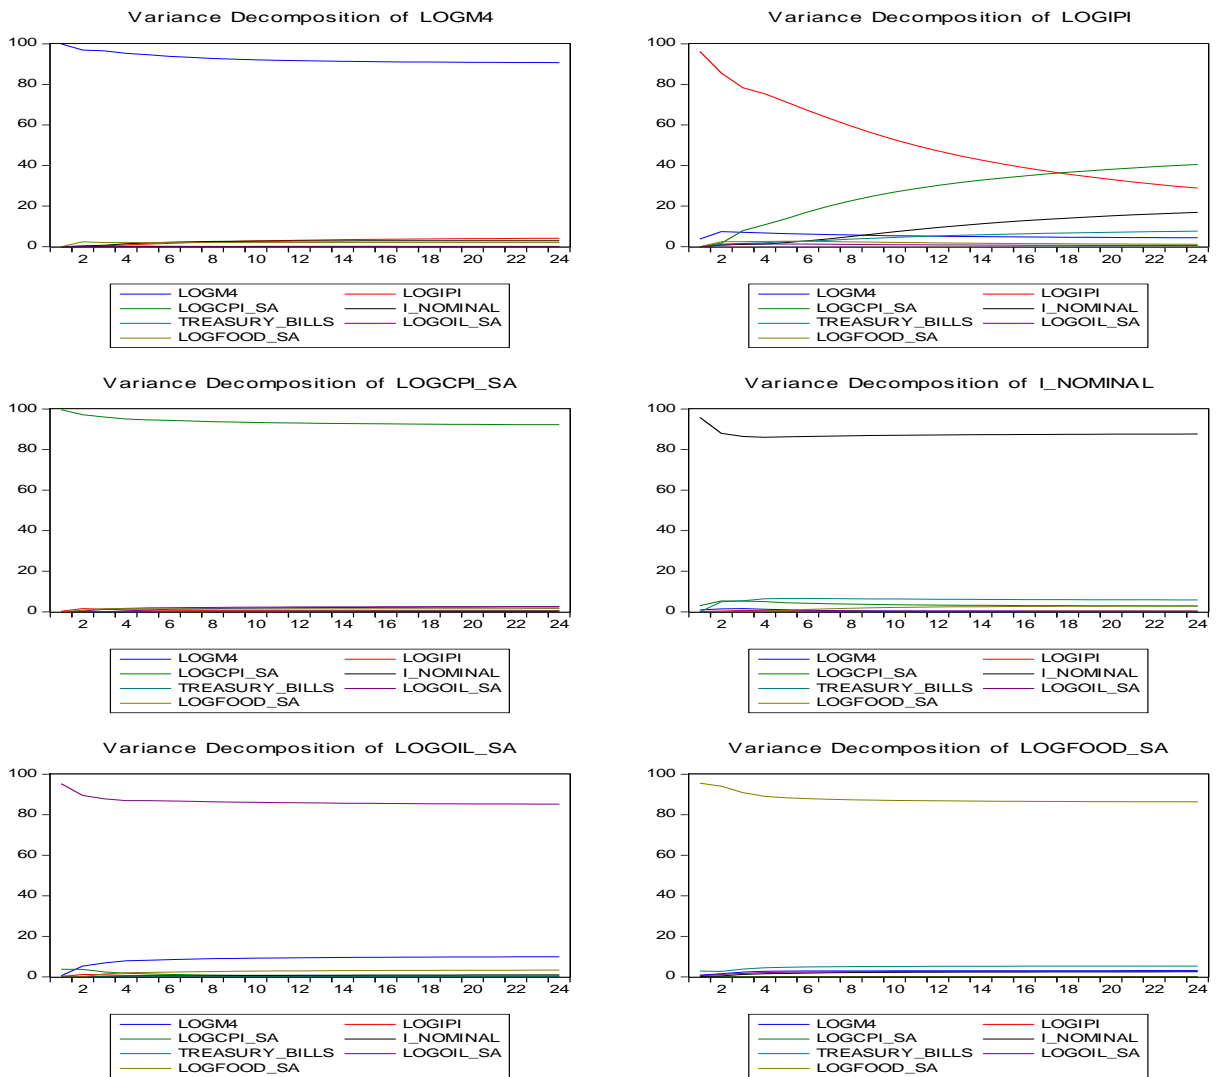 Variance Decomposition of LOGM4
100
80
60
40
20
0
2 4 6 8 10 12 14 16 18 20 22 24
LOGM4 LOGIPI
LOGCPI_SA I_NOMINAL
TREASURY_BILLS LOGOIL_SA
LOGFOOD_SA
Variance Decomposition of LOGIPI
100
80
60
40
20
0
2 4 6 8 10 12 14 16 18 20 22 24
LOGM4 LOGIPI
LOGCPI_SA I_NOMINAL
TREASURY_BILLS LOGOIL_SA
LOGFOOD_SA
Variance Decomposition of LOGCPI_SA
100
80
60
40
20
0
2 4 6 8 10 12 14 16 18 20 22 24
LOGM4 LOGIPI
LOGCPI_SA I_NOMINAL
TREASURY_BILLS LOGOIL_SA
LOGFOOD_SA
Variance Decomposition of I_NOMINAL
100
80
60
40
20
0
2 4 6 8 10 12 14 16 18 20 22 24
LOGM4 LOGIPI
LOGCPI_SA I_NOMINAL
TREASURY_BILLS LOGOIL_SA
LOGFOOD_SA
Variance Decomposition of LOGOIL_SA
100
80
60
40
20
0
2 4 6 8 10 12 14 16 18 20 22 24
LOGM4 LOGIPI
LOGCPI_SA I_NOMINAL
TREASURY_BILLS LOGOIL_SA
LOGFOOD_SA
Variance Decomposition of LOGFOOD_SA
100
80
60
40
20
0
2 4 6 8 10 12 14 16 18 20 22 24
LOGM4 LOGIPI
LOGCPI_SA I_NOMINAL
TREASURY_BILLS LOGOIL_SA
LOGFOOD_SA